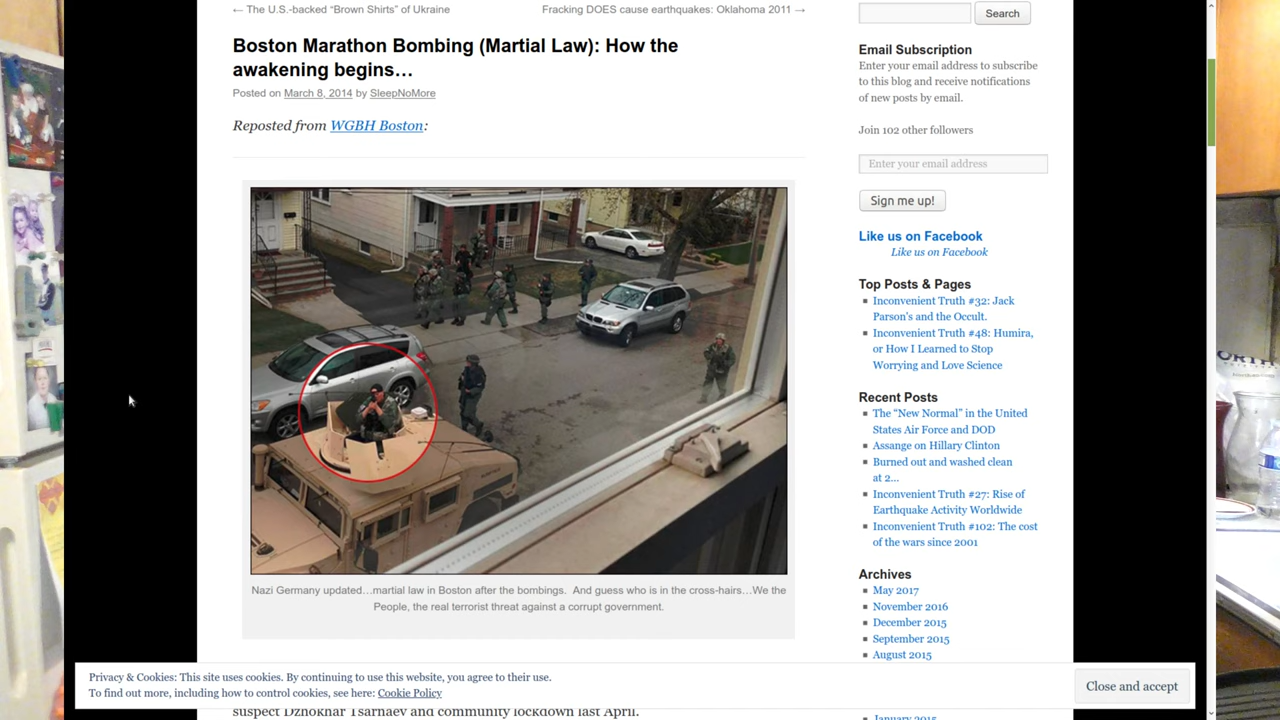 ← The U.S.-backed “Brown Shirts” of Ukraine
Fracking DOES cause earthquakes: Oklahoma 2011 →
Boston Marathon Bombing (Martial Law): How the
awakening begins…
Posted on March 8, 2014 by SleepNoMore
Reposted from WGBH Boston:
Nazi Germany updated…martial law in Boston after the bombings.  And guess who is in the cross-hairs…We the
People, the real terrorist threat against a corrupt government.
suspect Dzhokhar Tsarnaev and community lockdown last April.
Search
Email Subscription
Enter your email address to subscribe
to this blog and receive notifications
of new posts by email.
Join 102 other followers
Enter your email address
Sign me up!
Like us on Facebook
Like us on Facebook
Top Posts & Pages
Inconvenient Truth #32: Jack
Parson's and the Occult.
Inconvenient Truth #48: Humira,
or How I Learned to Stop
Worrying and Love Science
Recent Posts
The “New Normal” in the United
States Air Force and DOD
Assange on Hillary Clinton
Burned out and washed clean
at 2…
Inconvenient Truth #27: Rise of
Earthquake Activity Worldwide
Inconvenient Truth #102: The cost
of the wars since 2001
Archives
May 2017
November 2016
December 2015
September 2015
August 2015
January 2015
Privacy & Cookies: This site uses cookies. By continuing to use this website, you agree to their use.
To find out more, including how to control cookies, see here: Cookie Policy
Close and accept